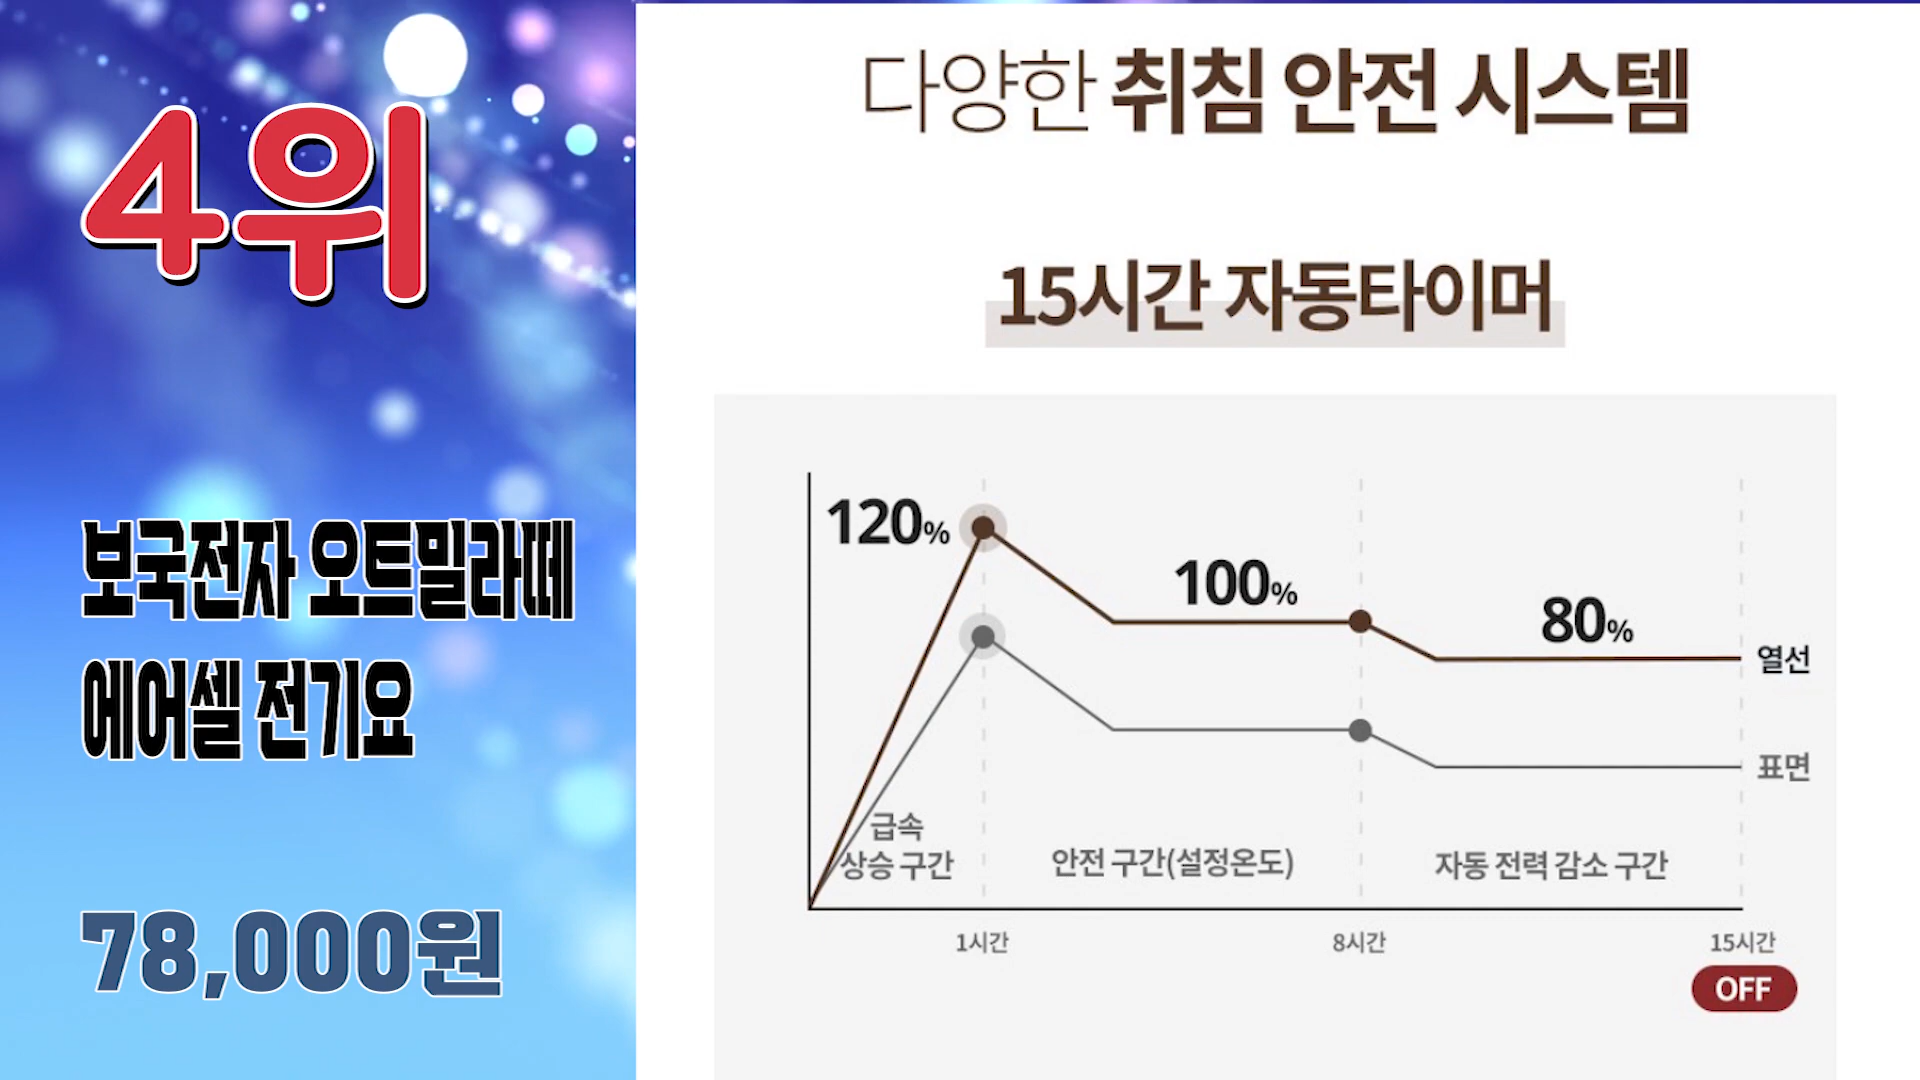 4위
보국전자 오트밀라떼
에어셀 전기요
78,000원
다양한 취침 안전 시스템
15시간 자동타이머
120%
100%
80%
열선
표면
급속
상승 구간
안전 구간(설정온도)
자동 전력 감소 구간
1시간
8시간
15시간
OFF